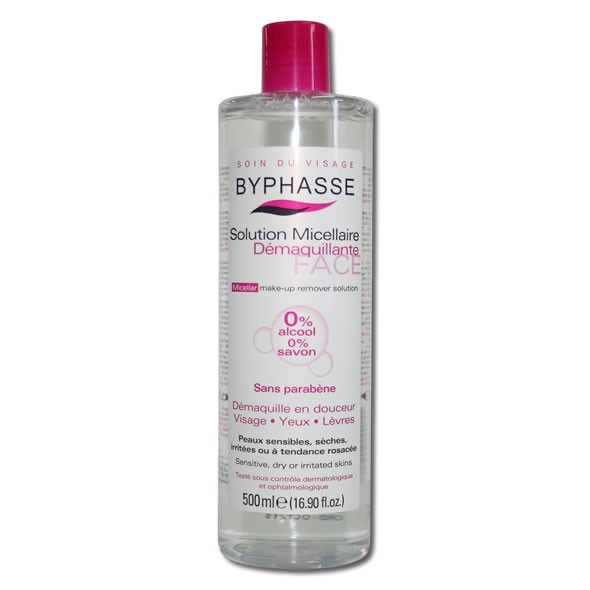 SOIN DU VISAGE
BYPHASSE
Solution Micellaire
Démaquillante
FACE
Micellar make-up remover solution
0%
alcool
0%
savon
Sans parabène
Démaquille en douceur
Visage • Yeux • Lèvres
Peaux sensibles, sèches,
irritées ou à tendance rosacée
Sensitive, dry or irritated skins
Testé sous contrôle dermatologique
et ophtalmologique
500ml℮(16.90 fl.oz.)